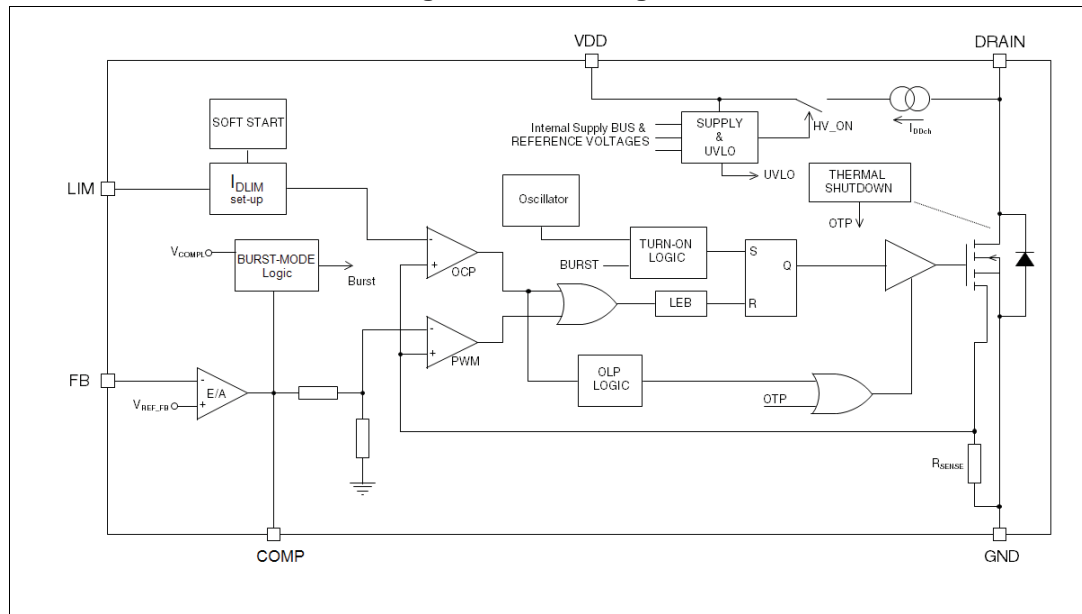 VDD
DRAIN
SOFT START
Internal Supply BUS &
REFERENCE VOLTAGES
SUPPLY
&
UVLO
HV_ON
IDDch
LIM
IDLIM
set-up
UVLO
THERMAL
SHUTDOWN
Oscillator
OTP
VCOMPL
BURST-MODE
Logic
Burst
-
+
OCP
TURN-ON
LOGIC
BURST
S
Q
R
LEB
-
+
PWM
FB
-
E/A
+
VREF_FB
OLP
LOGIC
OTP
RSENSE
COMP
GND